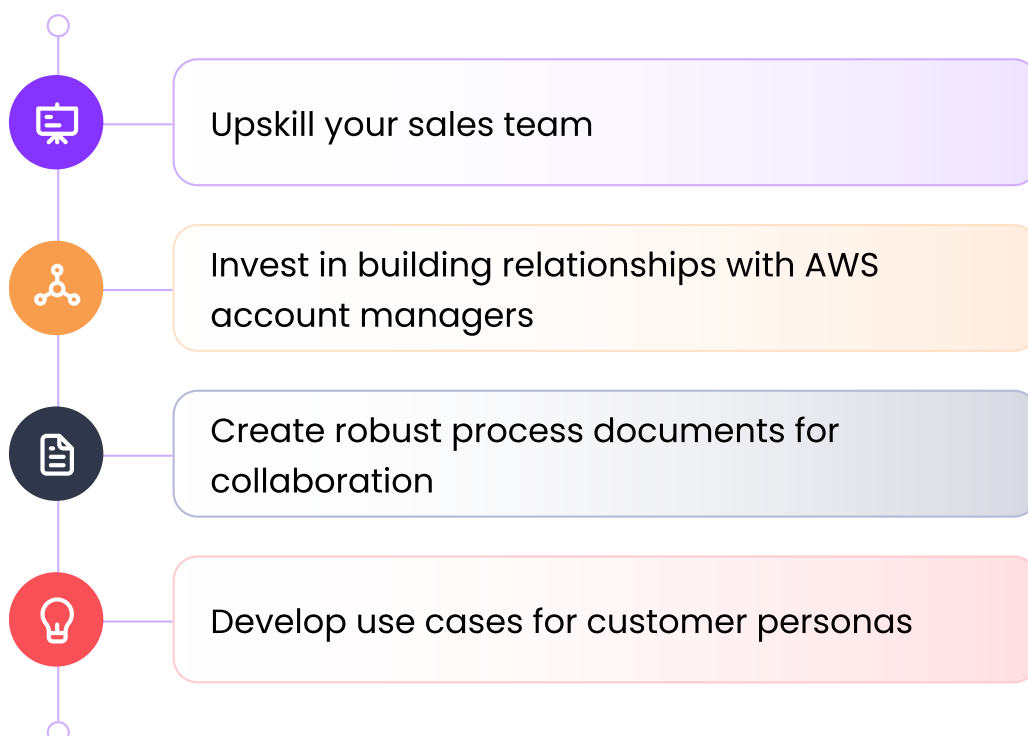 Upskill your sales team
Invest in building relationships with AWS
account managers
Create robust process documents for
collaboration
Develop use cases for customer personas